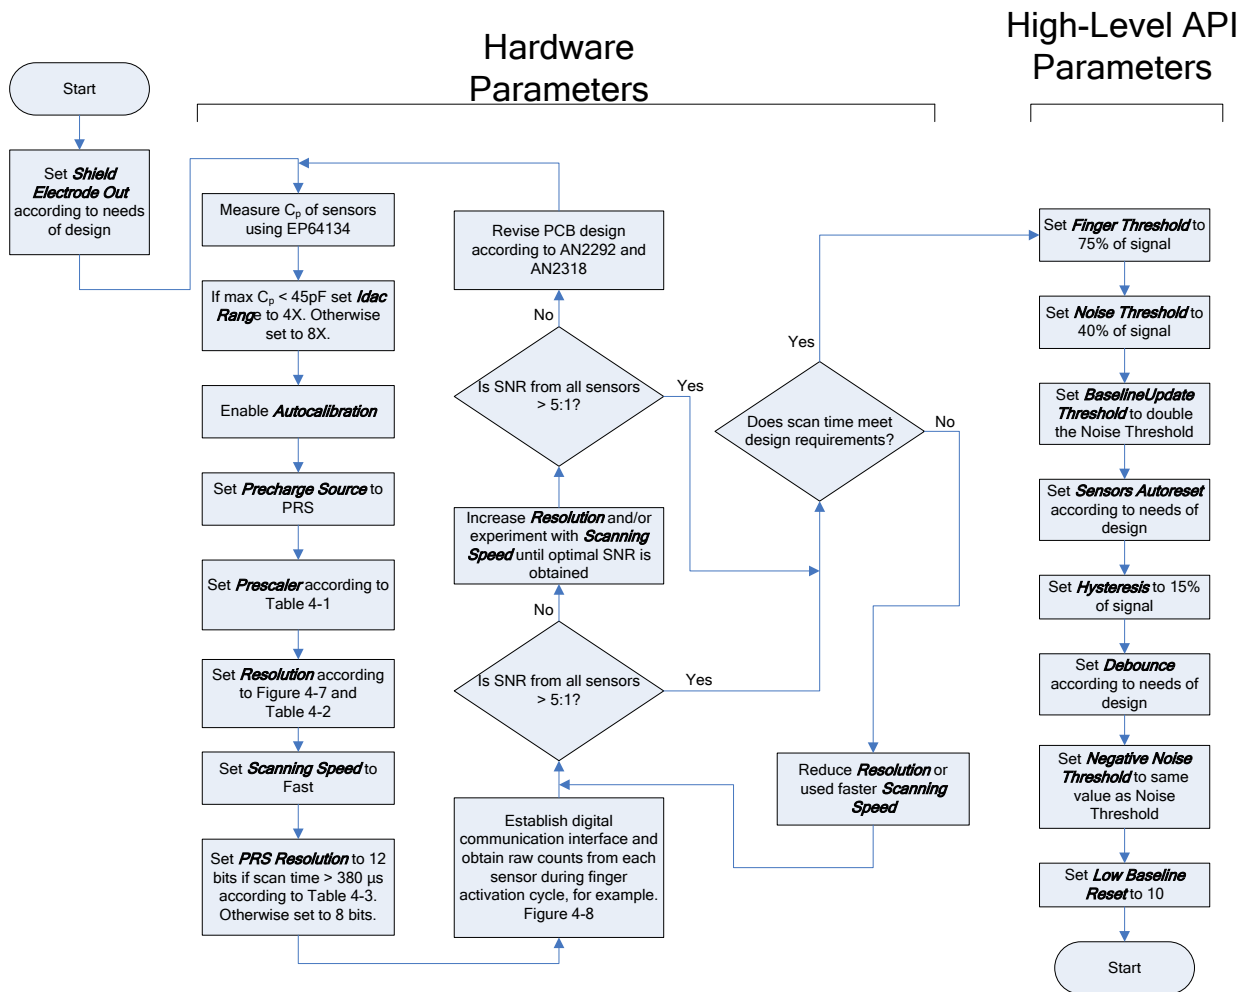 Hardware
Parameters
High-Level API
Parameters
Start
Set Shield
Electrode Out
according to needs
of design
Measure Cp of sensors
using EP64134
If max Cp < 45pF set Idac
Range to 4X. Otherwise
set to 8X.
Enable Autocalibration
Set Precharge Source to
PRS
Set Prescaler according to
Table 4-1
Set Resolution according
to Figure 4-7 and
Table 4-2
Set Scanning Speed to
Fast
Set PRS Resolution to 12
bits if scan time > 380 µs
according to Table 4-3.
Otherwise set to 8 bits.
Revise PCB design
according to AN2292 and
AN2318
No
Is SNR from all sensors
> 5:1?
Yes
Increase Resolution and/or
experiment with Scanning
Speed until optimal SNR is
obtained
No
Is SNR from all sensors
> 5:1?
Yes
Establish digital
communication interface and
obtain raw counts from each
sensor during finger
activation cycle, for example.
Figure 4-8
Yes
Does scan time meet
design requirements?
No
Reduce Resolution or
used faster Scanning
Speed
Set Finger Threshold to
75% of signal
Set Noise Threshold to
40% of signal
Set BaselineUpdate
Threshold to double
the Noise Threshold
Set Sensors Autoreset
according to needs of
design
Set Hysteresis to 15%
of signal
Set Debounce
according to needs of
design
Set Negative Noise
Threshold to same
value as Noise
Threshold
Set Low Baseline
Reset to 10
Start